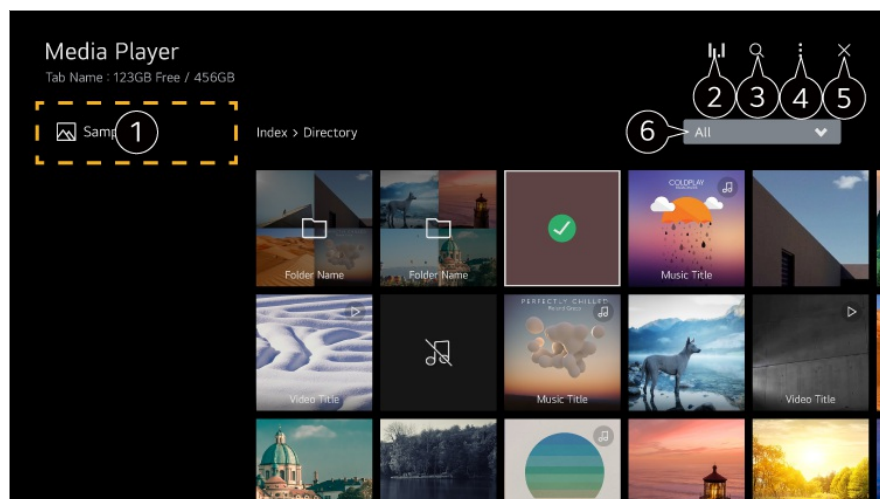 Media Player
Tab Name : 123GB Free / 456GB
2 3 4 5
1
Index > Directory
6
All
COLDPLAY
Folder Name
Folder Name
Music Title
PERFECTLY CHILLED
Video Title
Music Title
Video Title